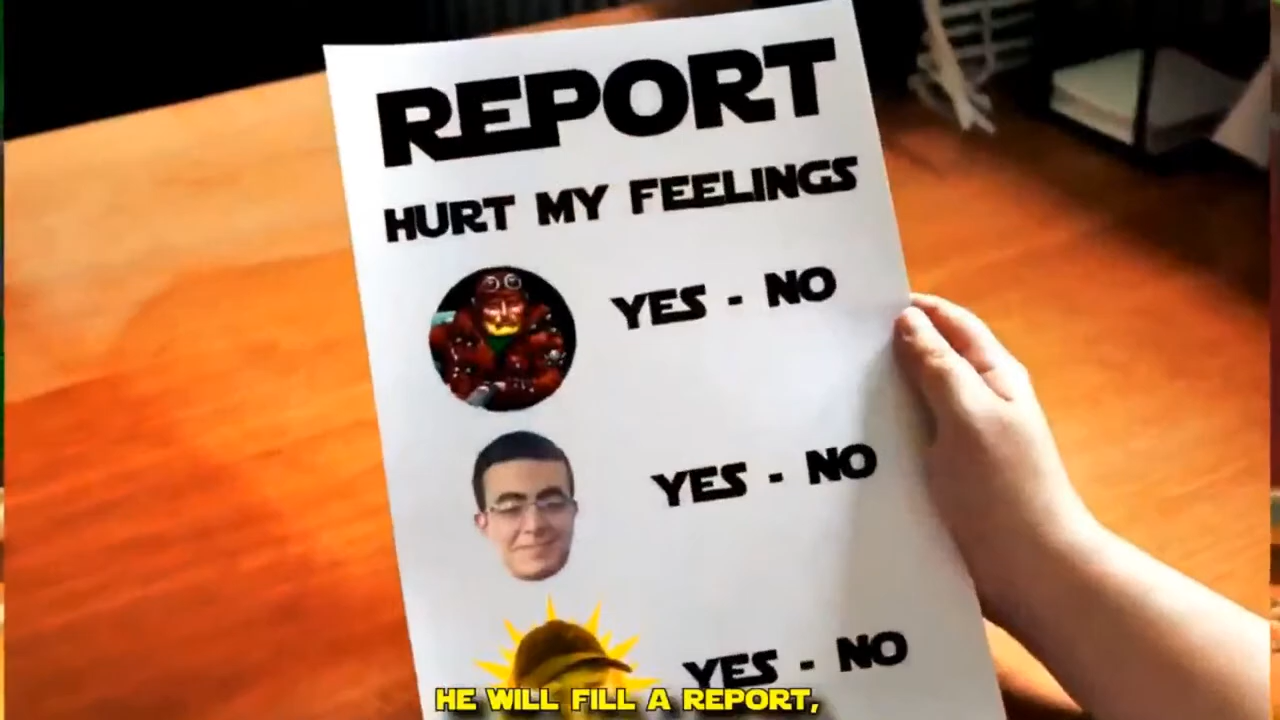 REPORT
HURT MY FEELINGS
YES - NO
YES - NO
YES - NO
HE WILL FILL A REPORT,